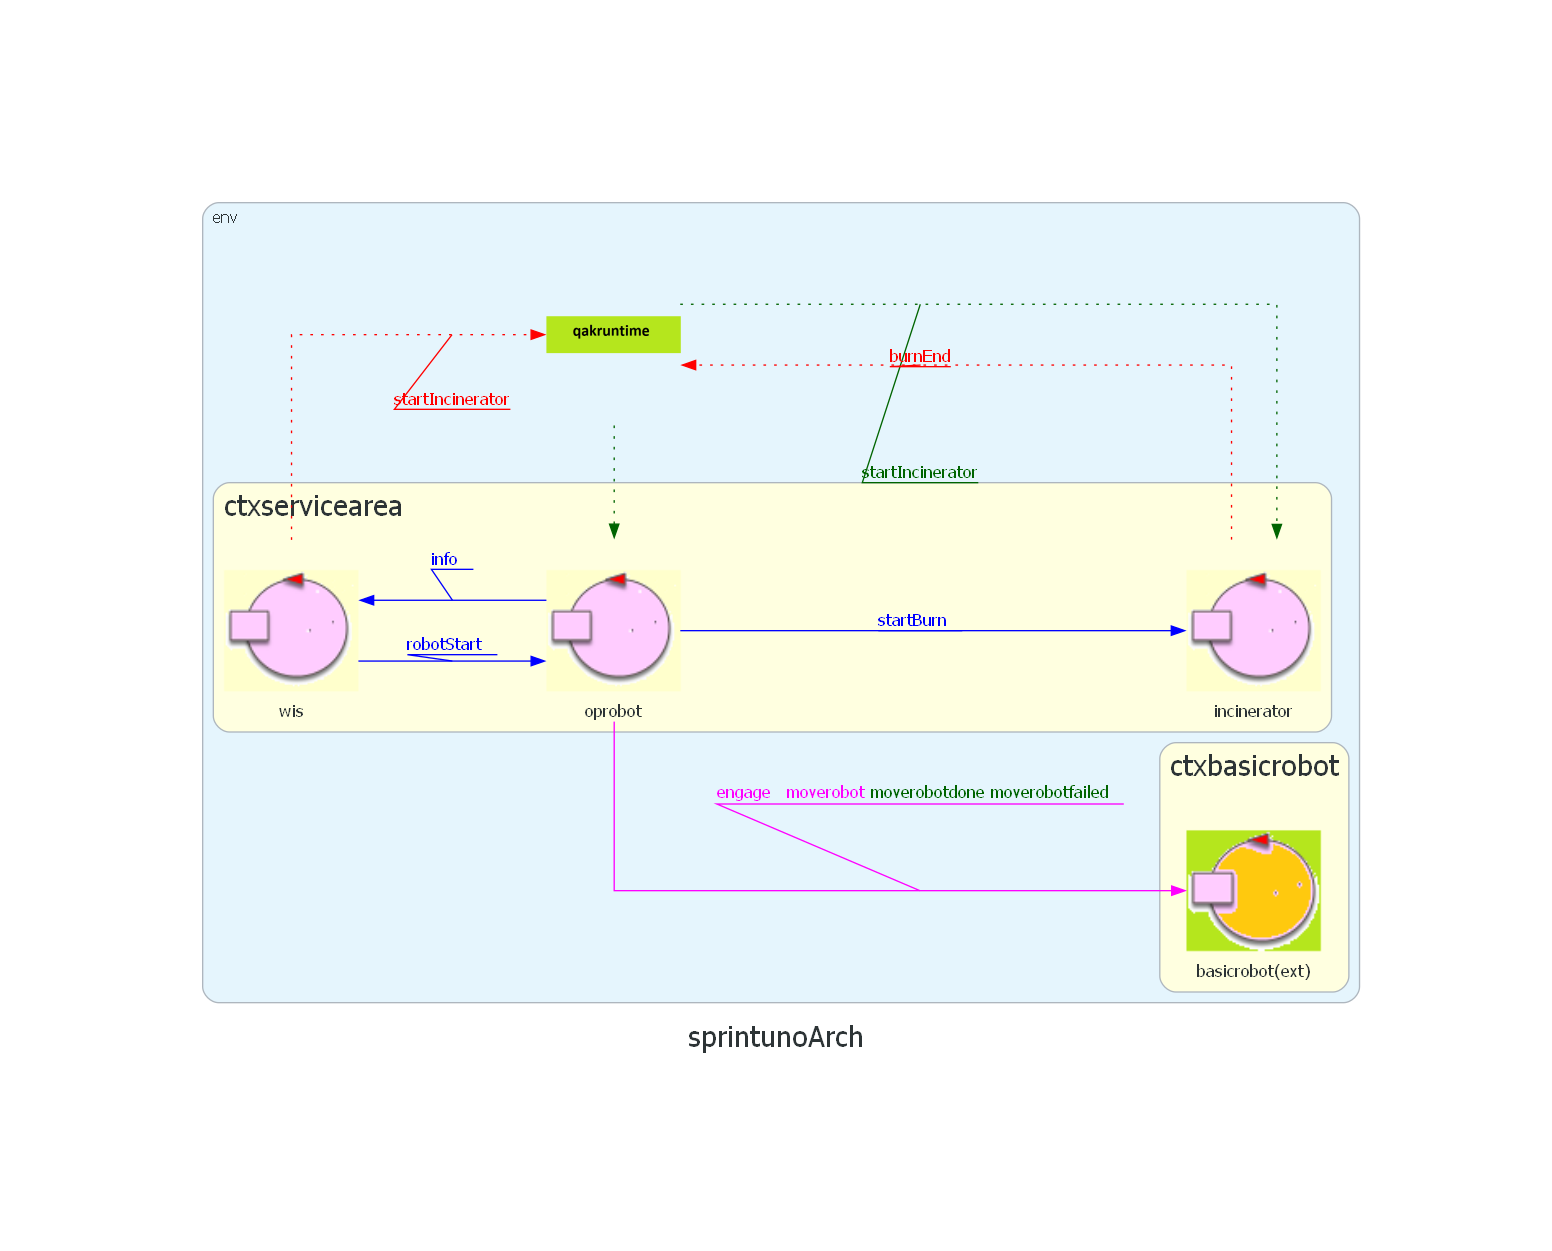 env
qakruntime
burnEnd
startIncinerator
startIncinerator
ctxservicearea
info
startBurn
robotStart
wis
oprobot
incinerator
ctxbasicrobot
engage moverobot moverobotdone moverobotfailed
basicrobot(ext)
sprintunoArch